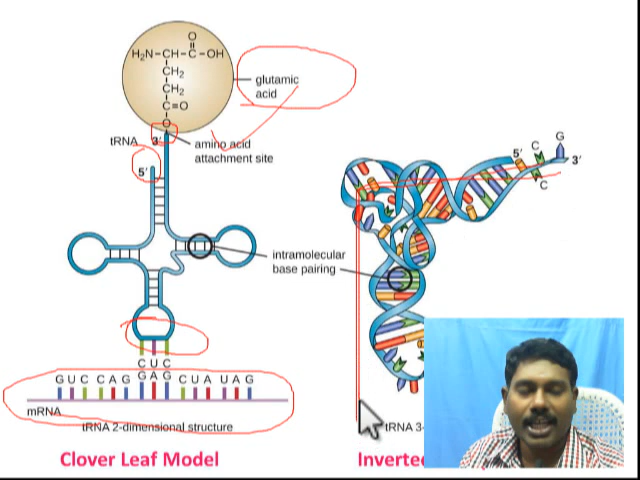 O
H₂N-CH-C-OH
CH₂
CH₂
C=O
O
glutamic
acid
tRNA
3'
amino acid
attachment site
5'
5'
C
C
G
3'
intramolecular
base pairing
C U C
G U C C A G G A G C U A U A G
mRNA
tRNA 2-dimensional structure
tRNA 3-
Clover Leaf Model
Inverte